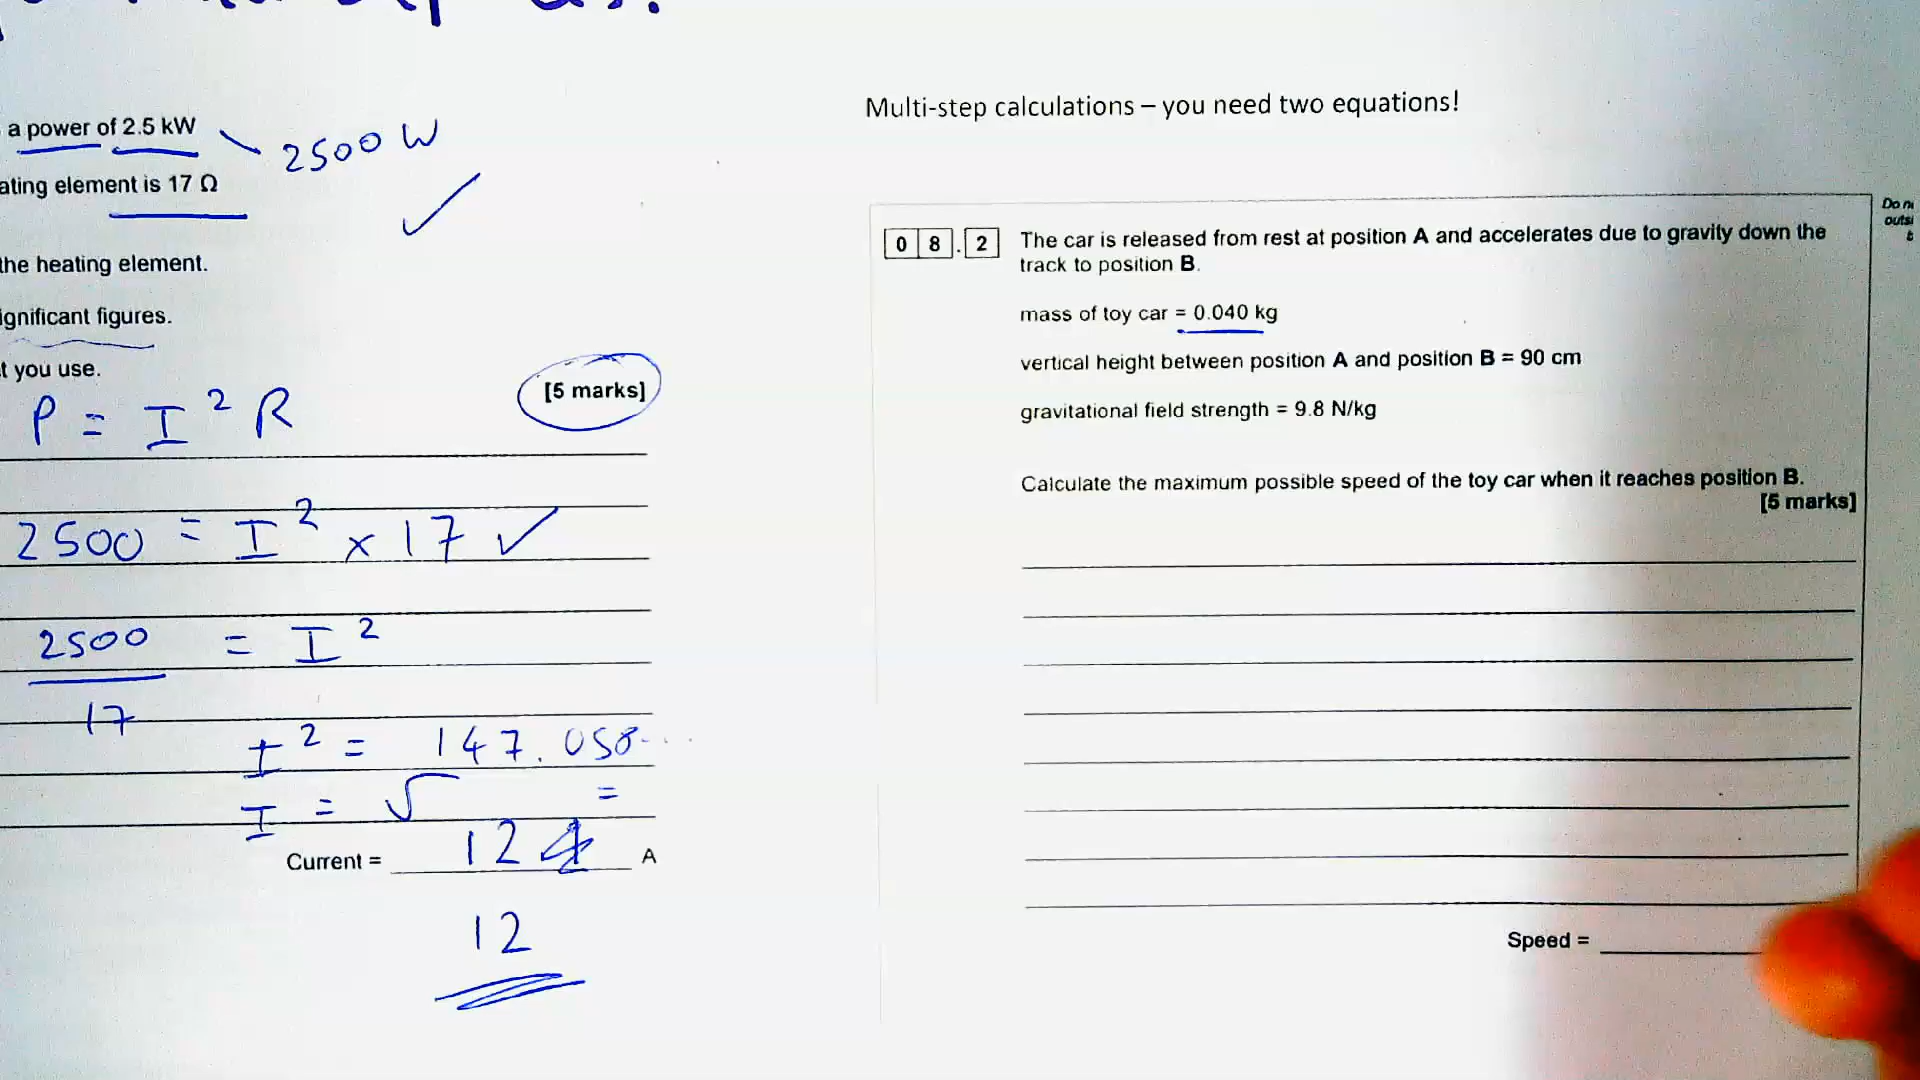 a power of 2.5 kW
2500 W
ating element is 17 Ω
the heating element.
ignificant figures.
t you use.
[5 marks]
P = I² R
2500 = I² × 17
2500 = I²
17
I² = 147.058...
I = √ =
Current = 12 A
12
Multi-step calculations – you need two equations!
Do n
outsi
b
0 8 . 2 The car is released from rest at position A and accelerates due to gravity down the
track to position B.
mass of toy car = 0.040 kg
vertical height between position A and position B = 90 cm
gravitational field strength = 9.8 N/kg
Calculate the maximum possible speed of the toy car when it reaches position B.
[5 marks]
Speed =